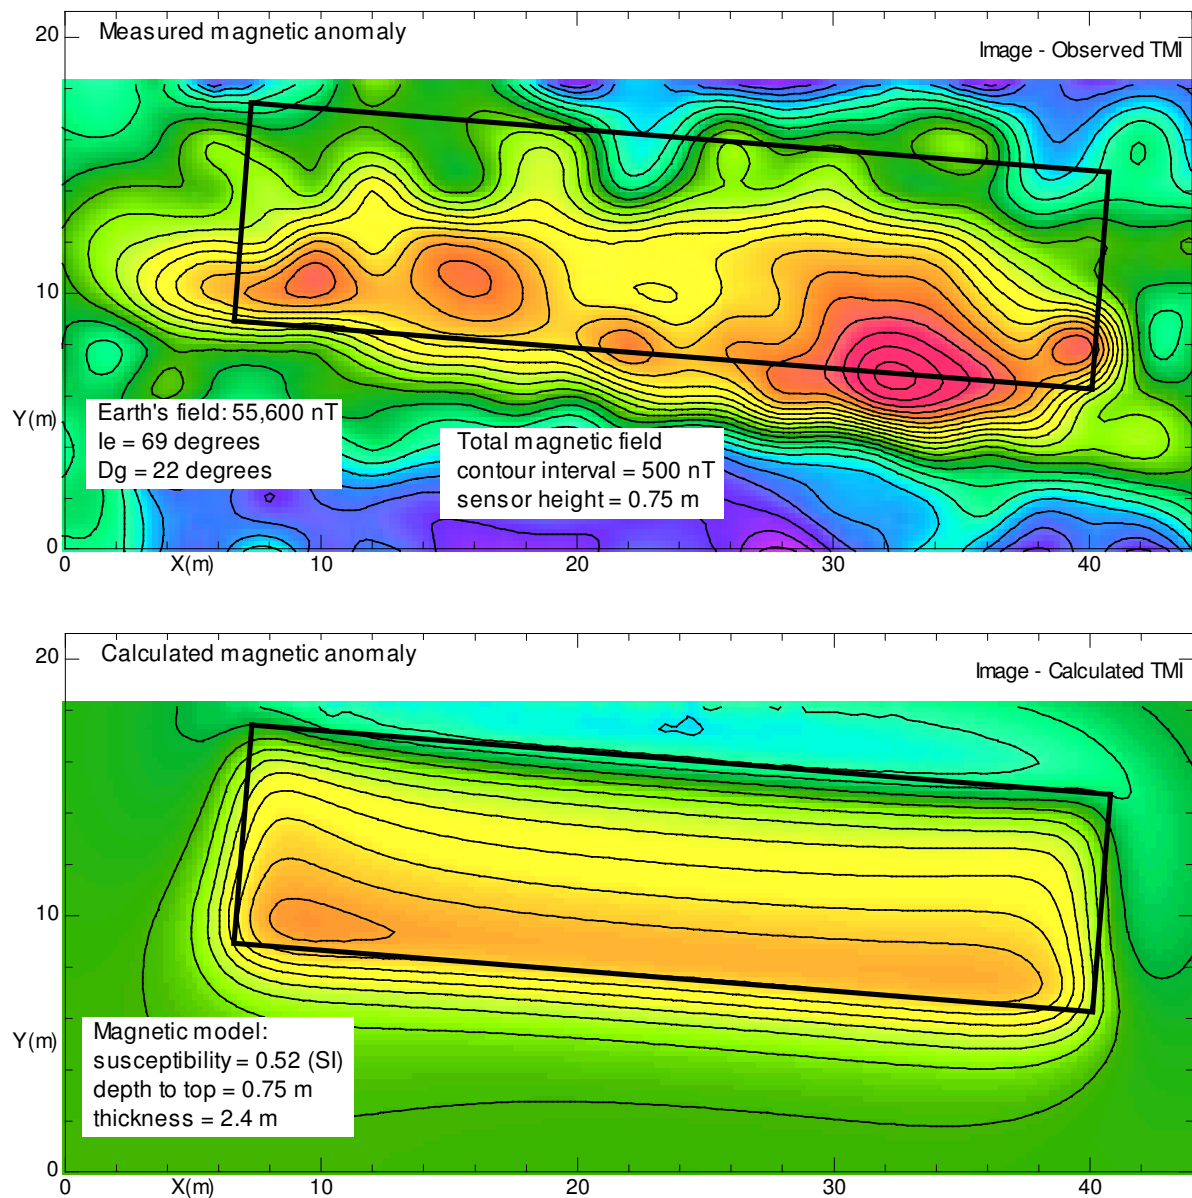 20
Measured magnetic anomaly
Image - Observed TMI
10
Y(m)
Earth's field: 55,600 nT
Ie = 69 degrees
Dg = 22 degrees
Total magnetic field
contour interval = 500 nT
sensor height = 0.75 m
0
0 X(m) 10 20 30 40
20
Calculated magnetic anomaly
Image - Calculated TMI
10
Y(m)
Magnetic model:
susceptibility = 0.52 (SI)
depth to top = 0.75 m
thickness = 2.4 m
0
0 X(m) 10 20 30 40